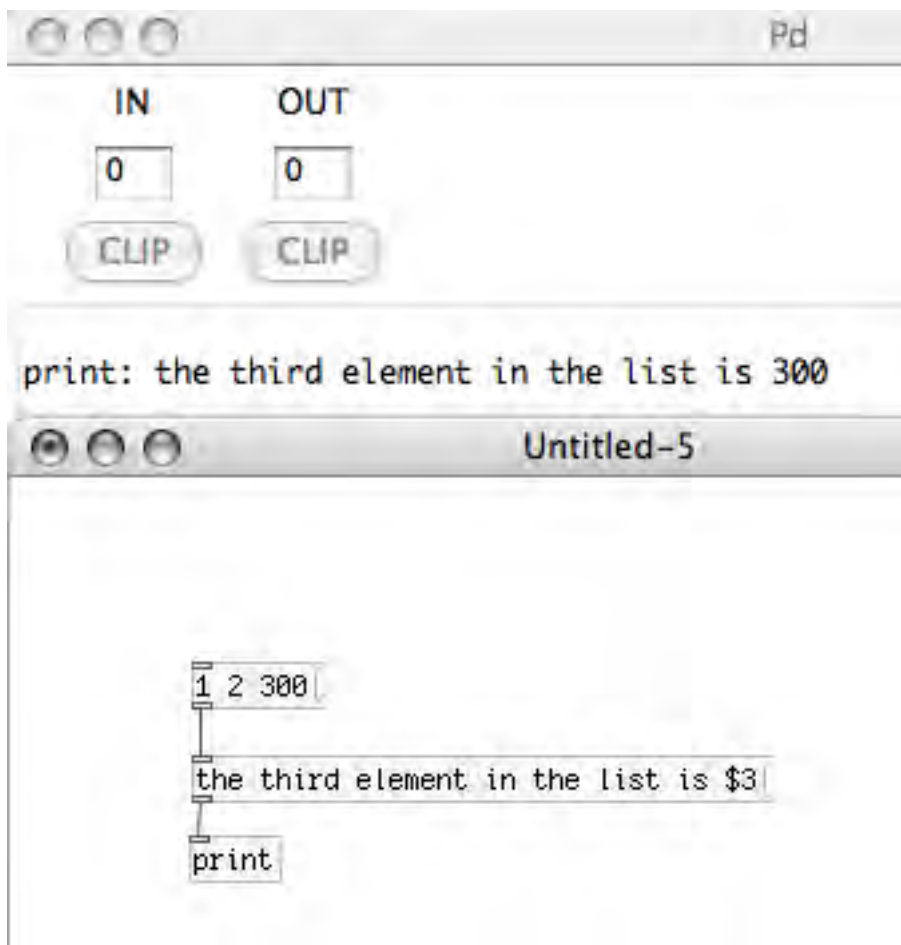 Pd
IN OUT
0 0
CLIP CLIP
print: the third element in the list is 300
Untitled-5
1 2 300
the third element in the list is $3
print